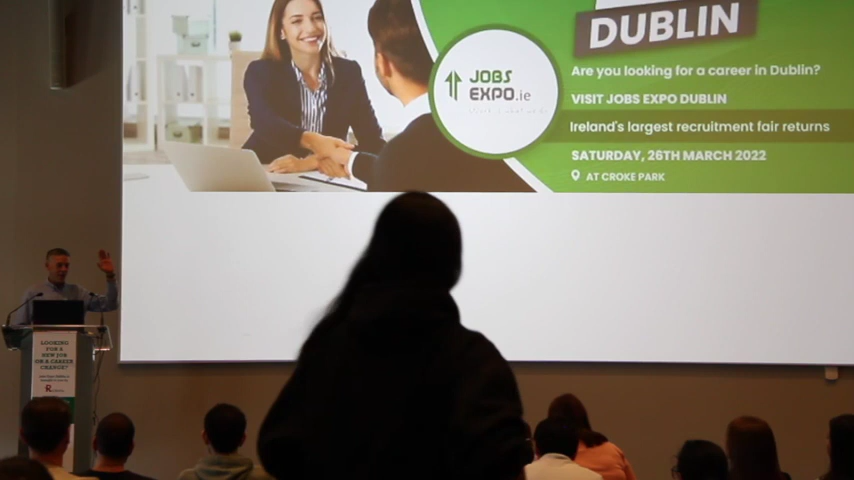 DUBLIN
Are you looking for a career in Dublin?
JOBS
EXPO.ie
VISIT JOBS EXPO DUBLIN
Ireland's largest recruitment fair returns
SATURDAY, 26TH MARCH 2022
AT CROKE PARK
LOOKING
FOR A
NEW JOB
OR A CAREER
CHANGE?